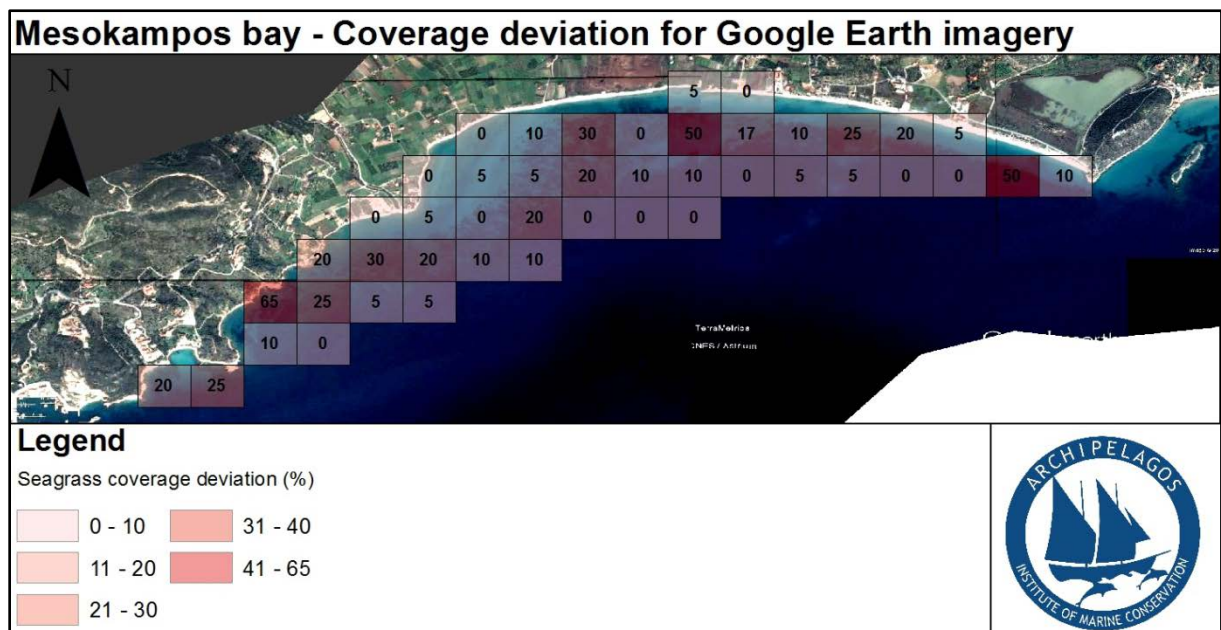 Mesokampos bay - Coverage deviation for Google Earth imagery
N
5 0
0 10 30 0 50 17 10 25 20 5
0 5 5 20 10 10 0 5 5 0 0 50 10
0 5 0 20 0 0 0
20 30 20 10 10
65 25 5 5
10 0
20 25
TerraMetrics
CNES / Astrium
Legend
Seagrass coverage deviation (%)
0 - 10
11 - 20
21 - 30
31 - 40
41 - 65
ARCHIPELAGOS
INSTITUTE OF MARINE CONSERVATION